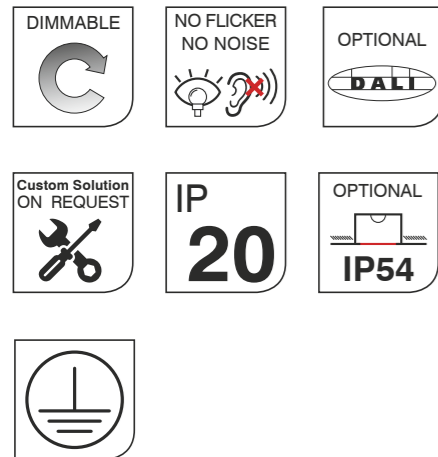 DIMMABLE
NO FLICKER
NO NOISE
OPTIONAL
DALI
Custom Solution
ON REQUEST
IP
20
OPTIONAL
IP54